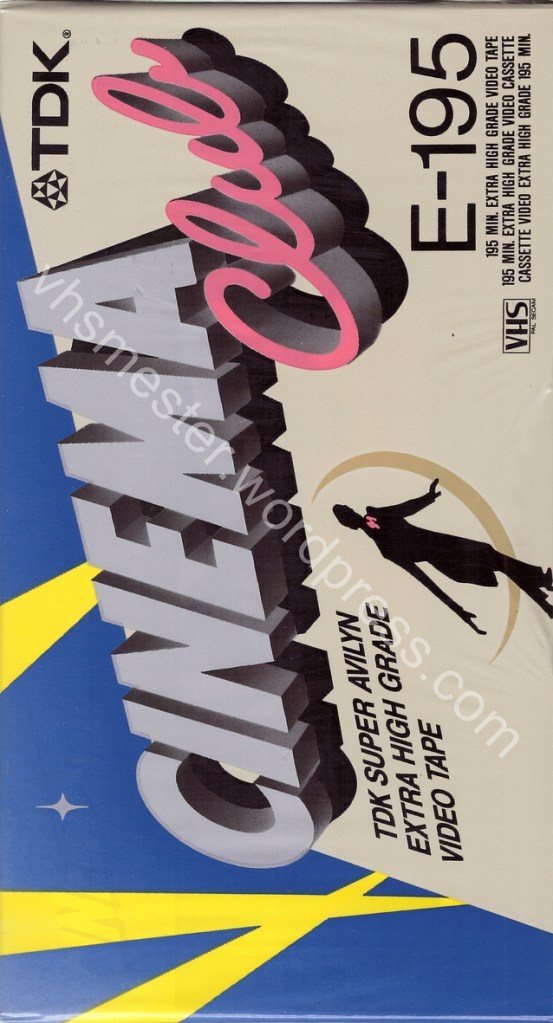 TDK®
CINEMA
Club
E-195
195 MIN. EXTRA HIGH GRADE VIDEO TAPE
195 MIN. EXTRA HIGH GRADE VIDEO CASSETTE
CASSETTE VIDEO EXTRA HIGH GRADE 195 MIN.
VHS
PAL SECAM
TDK SUPER AVILYN
EXTRA HIGH GRADE
VIDEO TAPE
vhsmester.wordpress.com